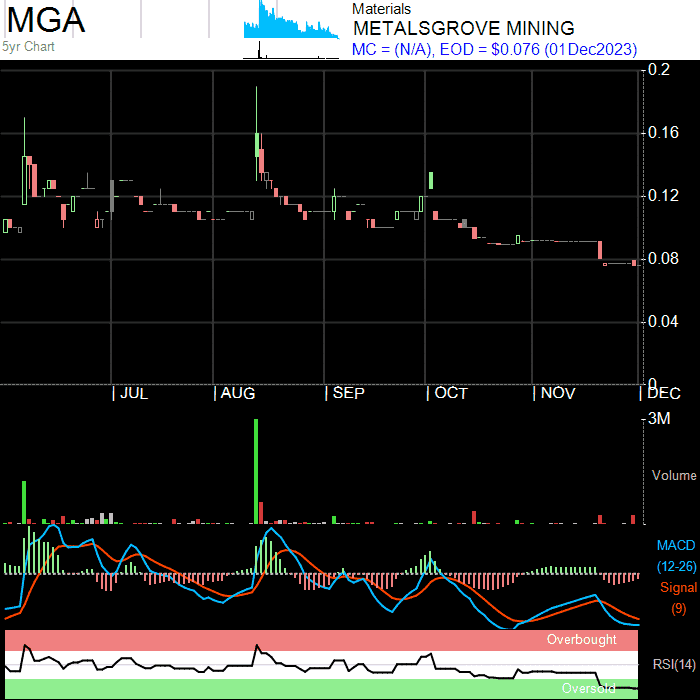 MGA
5yr Chart
Materials
METALSGROVE MINING
MC = (N/A), EOD = $0.076 (01Dec2023)
0.2
0.16
0.12
0.08
0.04
0
JUL
AUG
SEP
OCT
NOV
DEC
3M
Volume
MACD
(12-26)
Signal
(9)
Overbought
RSI(14)
Oversold